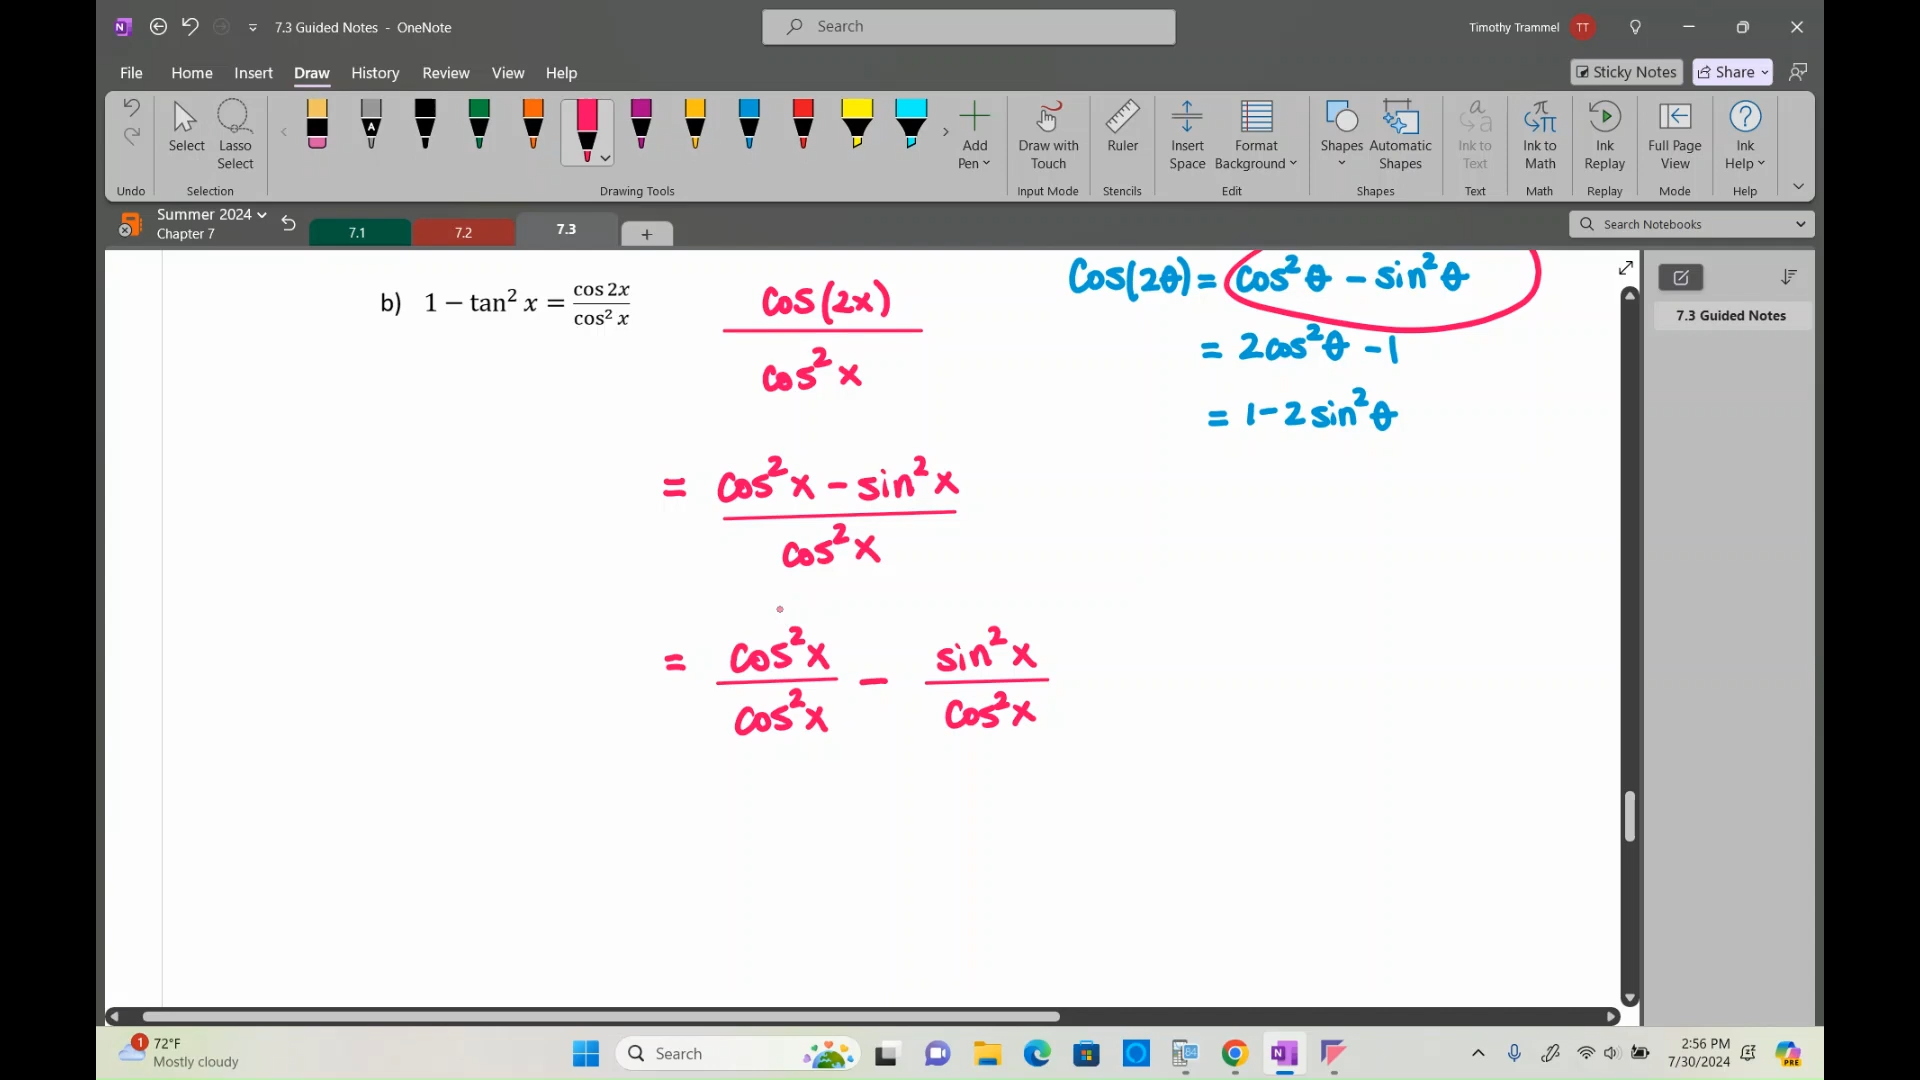 7.3 Guided Notes - OneNote
Search
Timothy Trammel TT
File Home Insert Draw History Review View Help
Sticky Notes Share
Undo
Select
Lasso Select
Selection
Drawing Tools
Add Pen
Draw with Touch
Input Mode
Ruler
Stencils
Insert Space
Format Background
Edit
Shapes
Automatic Shapes
Shapes
Ink to Text
Text
Ink to Math
Math
Ink Replay
Replay
Full Page View
Mode
Ink Help
Help
Summer 2024
Chapter 7
7.1 7.2 7.3 +
Search Notebooks
7.3 Guided Notes
b) 1 − tan² x = cos 2x / cos² x
cos(2x)
cos²x
= cos²x − sin²x
cos²x
= cos²x / cos²x − sin²x / cos²x
Cos(2θ) = cos²θ − sin²θ
= 2cos²θ − 1
= 1 − 2 sin²θ
1
72°F
Mostly cloudy
Search
2:56 PM
7/30/2024
PRE